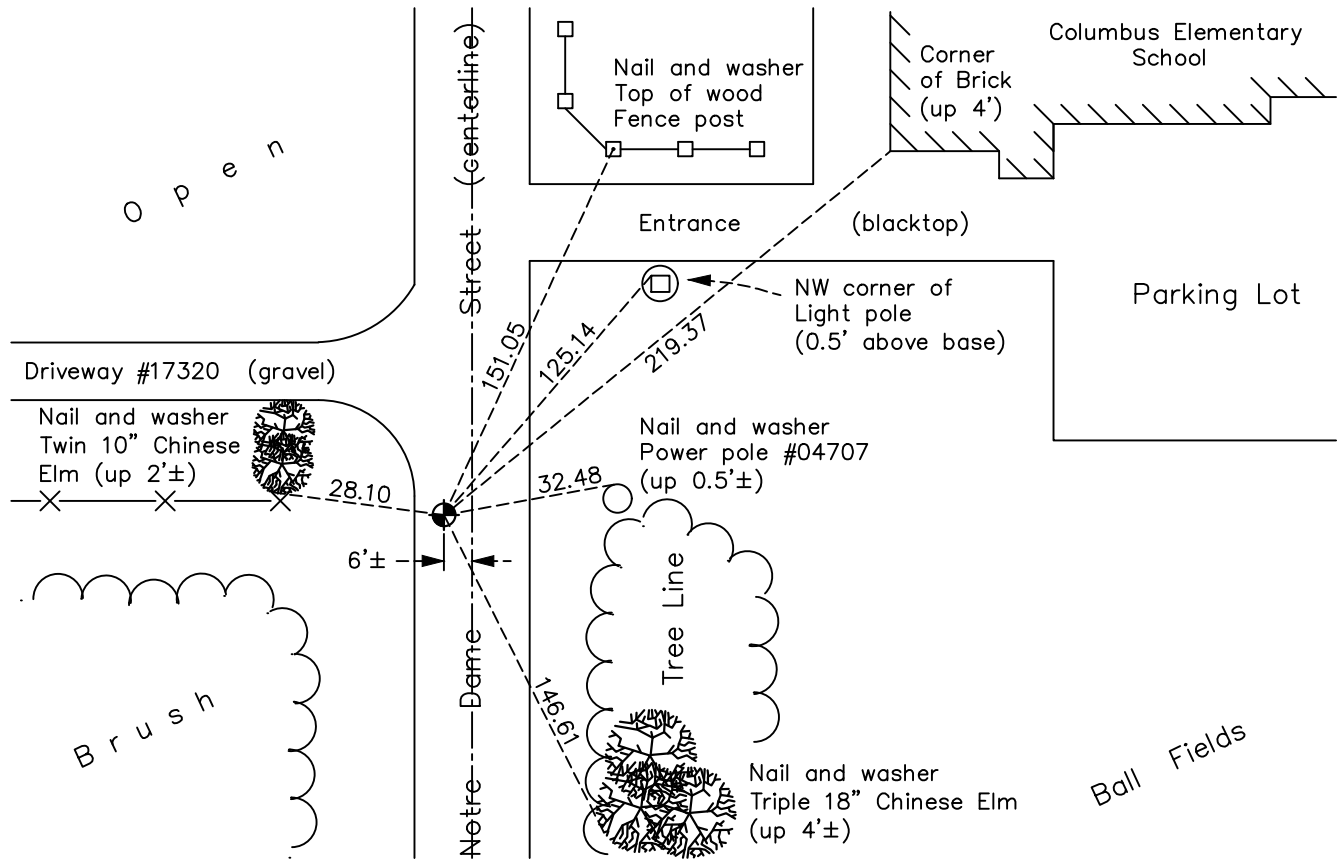 Columbus Elementary
School
Corner
of Brick
(up 4')
Nail and washer
Top of wood
Fence post
Open
Notre Dame Street (centerline)
Entrance (blacktop)
NW corner of
Light pole
(0.5' above base)
Parking Lot
151.05
125.14
219.37
Driveway #17320 (gravel)
Nail and washer
Twin 10" Chinese
Elm (up 2'±)
Nail and washer
Power pole #04707
(up 0.5'±)
28.10
32.48
6'±
Tree Line
146.61
Brush
Ball Fields
Nail and washer
Triple 18" Chinese Elm
(up 4'±)